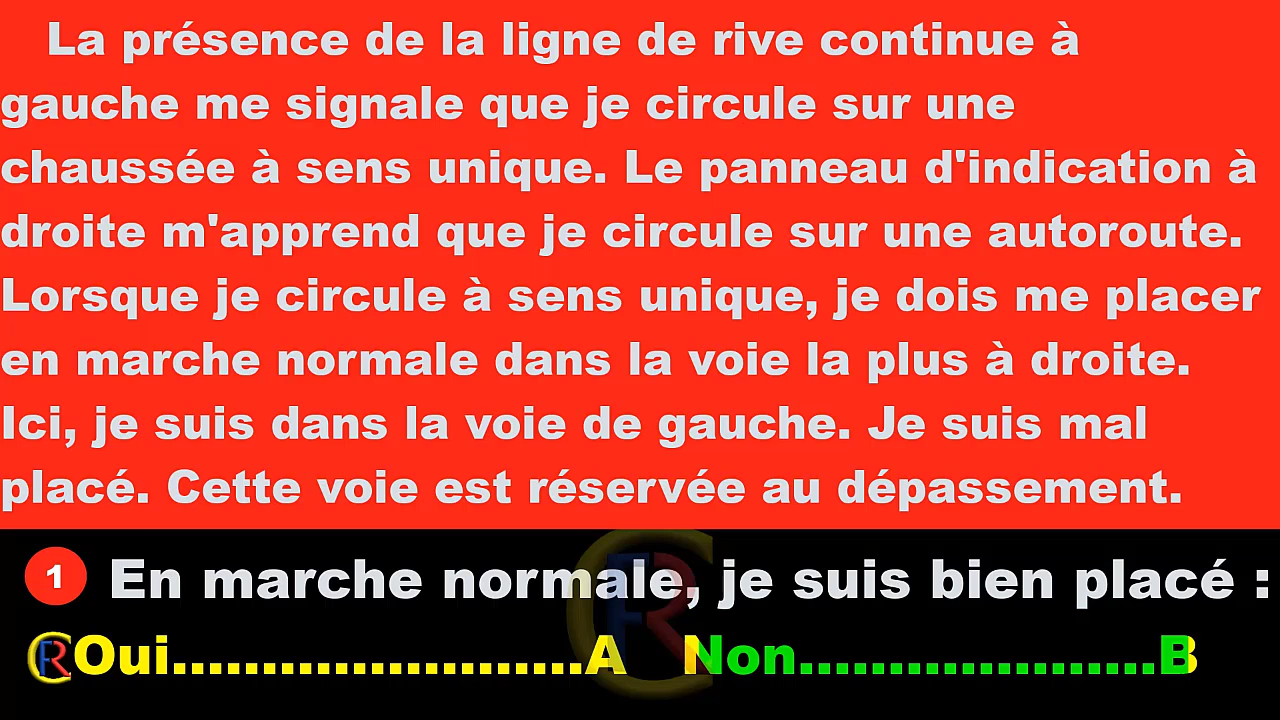 La présence de la ligne de rive continue à
gauche me signale que je circule sur une
chaussée à sens unique. Le panneau d'indication à
droite m'apprend que je circule sur une autoroute.
Lorsque je circule à sens unique, je dois me placer
en marche normale dans la voie la plus à droite.
Ici, je suis dans la voie de gauche. Je suis mal
placé. Cette voie est réservée au dépassement.
1 En marche normale, je suis bien placé :
CFR Oui.......................A Non....................B
CFR